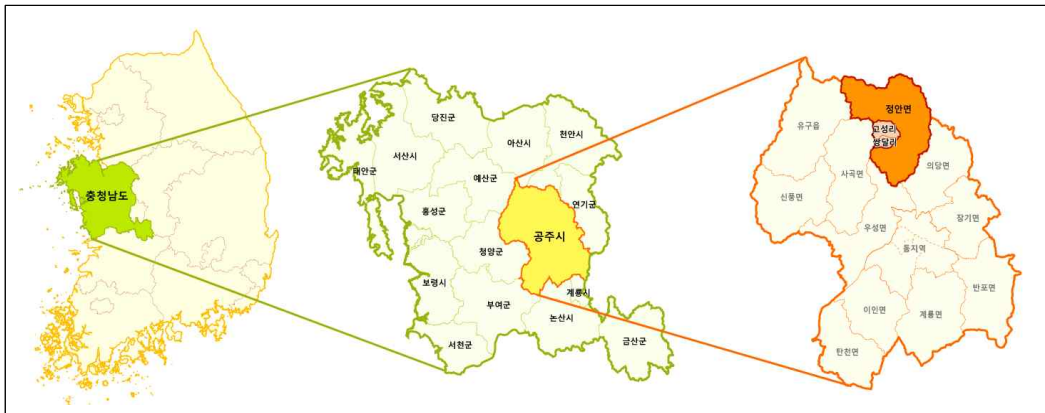 충청남도
당진군
천안시
아산시
서산시
태안군
예산군
연기군
홍성군
공주시
청양군
보령시
계룡시
부여군
논산시
서천군
금산군
정안면
유구읍
고성리
쌍달리
의당면
사곡면
신풍면
장기면
우성면
동지역
반포면
이인면
계룡면
탄천면